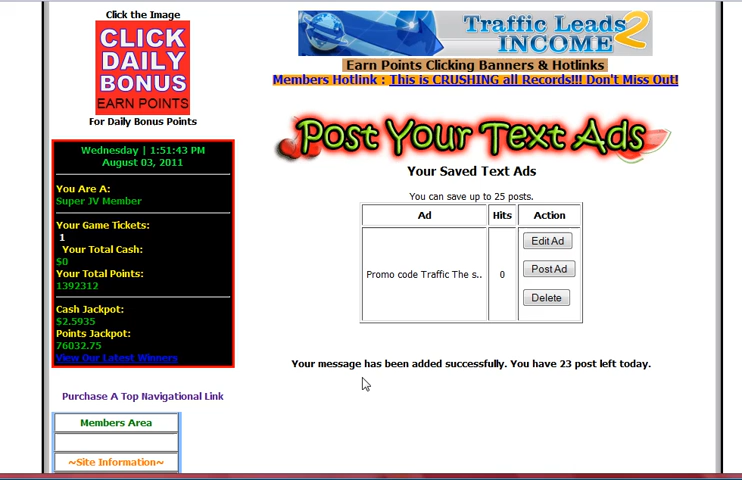 Click the Image
CLICK
DAILY
BONUS
EARN POINTS
For Daily Bonus Points
Wednesday | 1:51:43 PM
August 03, 2011
You Are A:
Super JV Member
Your Game Tickets:
1
Your Total Cash:
$0
Your Total Points:
1392312
Cash Jackpot:
$2.5935
Points Jackpot:
76032.75
View Our Latest Winners
Purchase A Top Navigational Link
Members Area
~Site Information~
Traffic Leads 2
INCOME
Earn Points Clicking Banners & Hotlinks
Members Hotlink : This is CRUSHING all Records!!! Don't Miss Out!
Post Your Text Ads
Your Saved Text Ads
You can save up to 25 posts.
Ad Hits Action
Promo code Traffic The s.. 0
Edit Ad
Post Ad
Delete
Your message has been added successfully. You have 23 post left today.